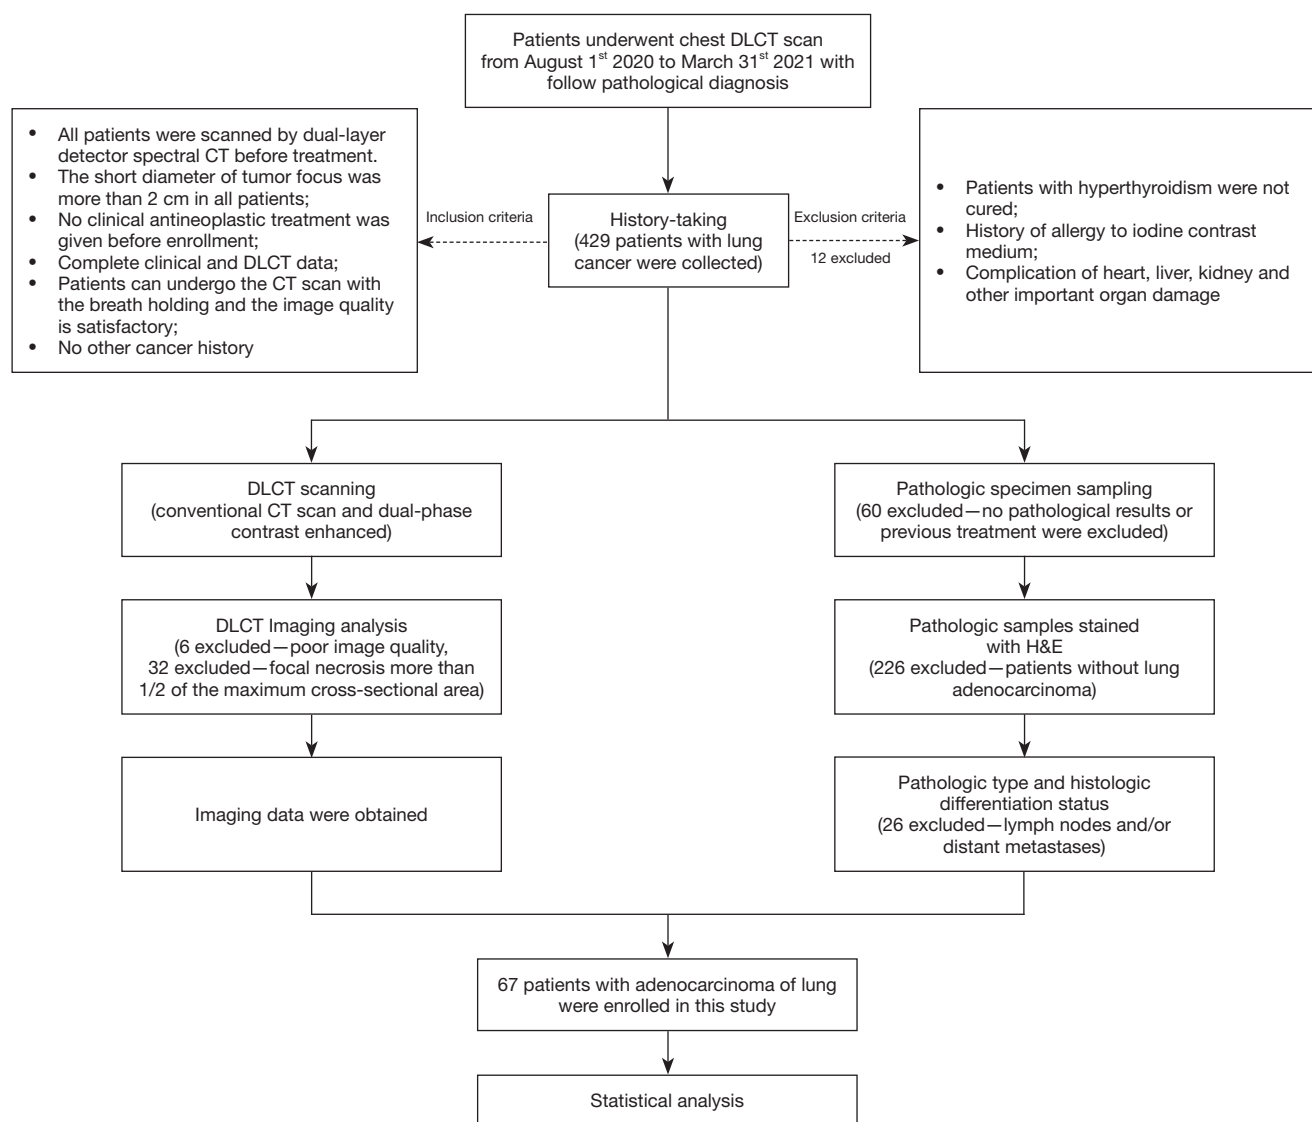 Patients underwent chest DLCT scan
from August 1st 2020 to March 31st 2021 with
follow pathological diagnosis
• All patients were scanned by dual-layer
detector spectral CT before treatment.
• The short diameter of tumor focus was
more than 2 cm in all patients;
• No clinical antineoplastic treatment was
given before enrollment;
• Complete clinical and DLCT data;
• Patients can undergo the CT scan with
the breath holding and the image quality
is satisfactory;
• No other cancer history
Inclusion criteria
History-taking
(429 patients with lung
cancer were collected)
Exclusion criteria
12 excluded
• Patients with hyperthyroidism were not
cured;
• History of allergy to iodine contrast
medium;
• Complication of heart, liver, kidney and
other important organ damage
DLCT scanning
(conventional CT scan and dual-phase
contrast enhanced)
Pathologic specimen sampling
(60 excluded—no pathological results or
previous treatment were excluded)
DLCT Imaging analysis
(6 excluded—poor image quality,
32 excluded—focal necrosis more than
1/2 of the maximum cross-sectional area)
Pathologic samples stained
with H&E
(226 excluded—patients without lung
adenocarcinoma)
Imaging data were obtained
Pathologic type and histologic
differentiation status
(26 excluded—lymph nodes and/or
distant metastases)
67 patients with adenocarcinoma of lung
were enrolled in this study
Statistical analysis